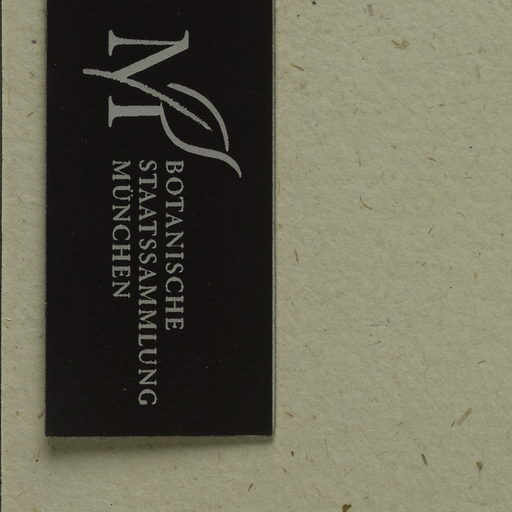 M
BOTANISCHE
STAATSSAMMLUNG
MÜNCHEN